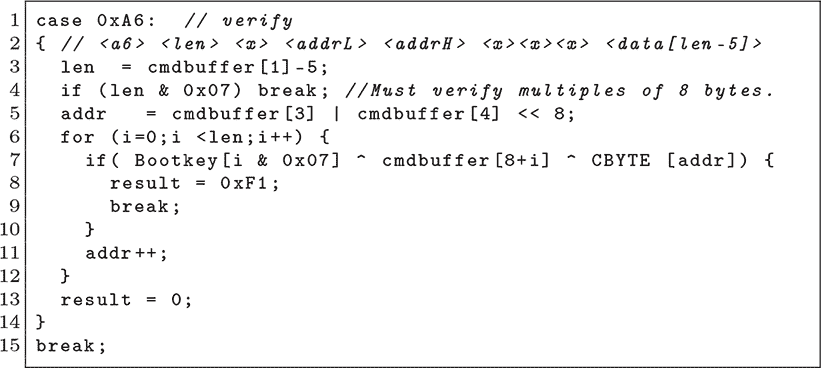 1 case 0xA6:  // verify
2 { // <a6> <len> <x> <addrL> <addrH> <x><x><x> <data[len-5]>
3   len  = cmdbuffer[1]-5;
4   if (len & 0x07) break; //Must verify multiples of 8 bytes.
5   addr   = cmdbuffer[3] | cmdbuffer[4] << 8;
6   for (i=0;i <len;i++) {
7     if( Bootkey[i & 0x07] ^ cmdbuffer[8+i] ^ CBYTE [addr]) {
8       result = 0xF1;
9       break;
10     }
11     addr++;
12   }
13   result = 0;
14 }
15 break;